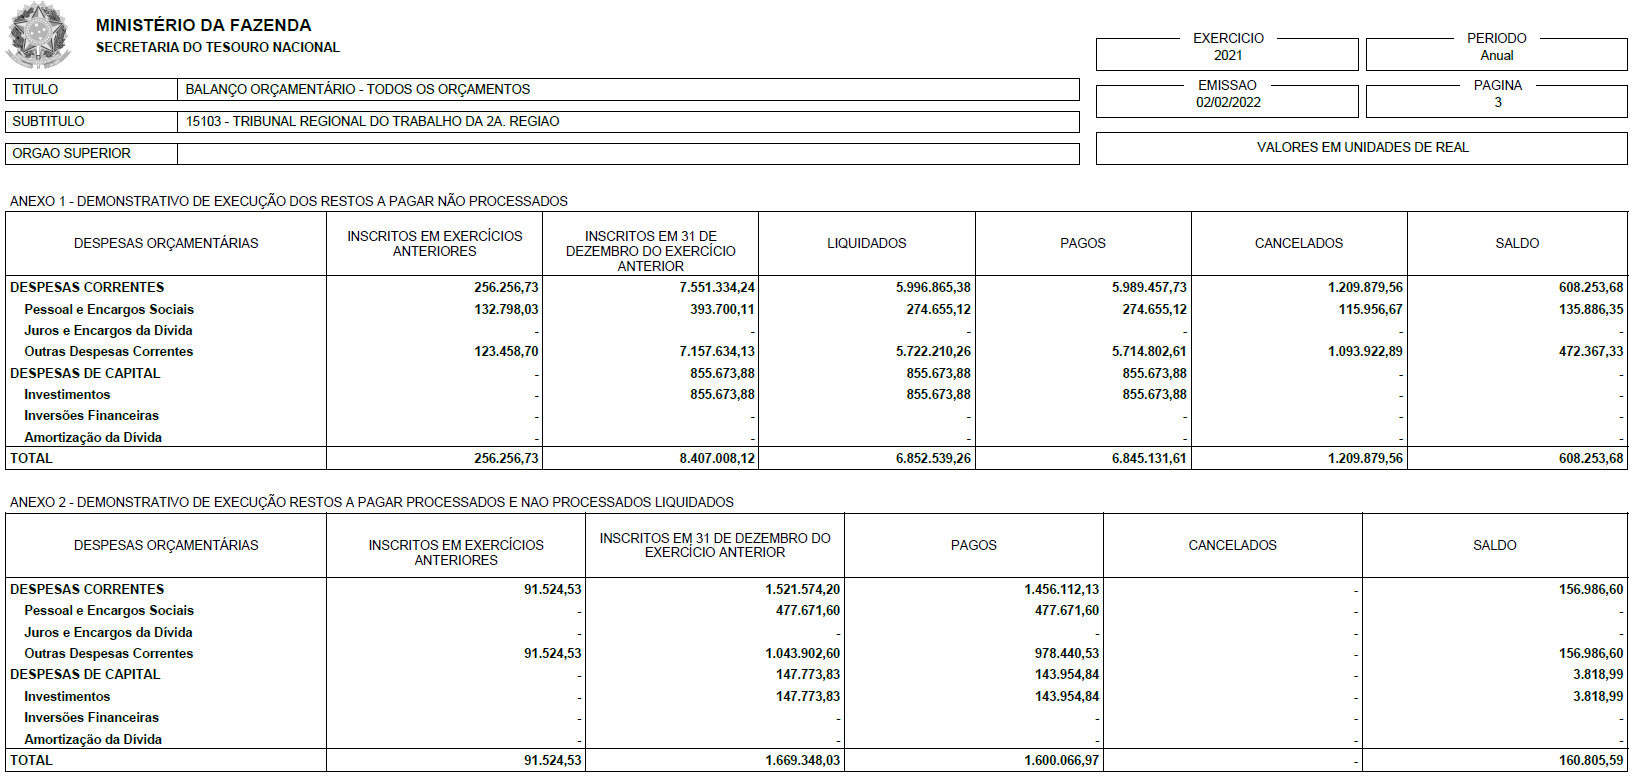 MINISTÉRIO DA FAZENDA
SECRETARIA DO TESOURO NACIONAL
EXERCICIO
2021
PERIODO
Anual
TITULO BALANÇO ORÇAMENTÁRIO - TODOS OS ORÇAMENTOS
EMISSAO
02/02/2022
PAGINA
3
SUBTITULO 15103 - TRIBUNAL REGIONAL DO TRABALHO DA 2A. REGIAO
ORGAO SUPERIOR
VALORES EM UNIDADES DE REAL
ANEXO 1 - DEMONSTRATIVO DE EXECUÇÃO DOS RESTOS A PAGAR NÃO PROCESSADOS
DESPESAS ORÇAMENTÁRIAS
INSCRITOS EM EXERCÍCIOS
ANTERIORES
INSCRITOS EM 31 DE
DEZEMBRO DO EXERCÍCIO
ANTERIOR
LIQUIDADOS
PAGOS
CANCELADOS
SALDO
DESPESAS CORRENTES 256.256,73 7.551.334,24 5.996.865,38 5.989.457,73 1.209.879,56 608.253,68
Pessoal e Encargos Sociais 132.798,03 393.700,11 274.655,12 274.655,12 115.956,67 135.886,35
Juros e Encargos da Dívida - - - - - -
Outras Despesas Correntes 123.458,70 7.157.634,13 5.722.210,26 5.714.802,61 1.093.922,89 472.367,33
DESPESAS DE CAPITAL - 855.673,88 855.673,88 855.673,88 - -
Investimentos - 855.673,88 855.673,88 855.673,88 - -
Inversões Financeiras - - - - - -
Amortização da Dívida - - - - - -
TOTAL 256.256,73 8.407.008,12 6.852.539,26 6.845.131,61 1.209.879,56 608.253,68
ANEXO 2 - DEMONSTRATIVO DE EXECUÇÃO RESTOS A PAGAR PROCESSADOS E NAO PROCESSADOS LIQUIDADOS
DESPESAS ORÇAMENTÁRIAS
INSCRITOS EM EXERCÍCIOS
ANTERIORES
INSCRITOS EM 31 DE DEZEMBRO DO
EXERCÍCIO ANTERIOR
PAGOS
CANCELADOS
SALDO
DESPESAS CORRENTES 91.524,53 1.521.574,20 1.456.112,13 - 156.986,60
Pessoal e Encargos Sociais - 477.671,60 477.671,60 - -
Juros e Encargos da Dívida - - - - -
Outras Despesas Correntes 91.524,53 1.043.902,60 978.440,53 - 156.986,60
DESPESAS DE CAPITAL - 147.773,83 143.954,84 - 3.818,99
Investimentos - 147.773,83 143.954,84 - 3.818,99
Inversões Financeiras - - - - -
Amortização da Dívida - - - - -
TOTAL 91.524,53 1.669.348,03 1.600.066,97 - 160.805,59